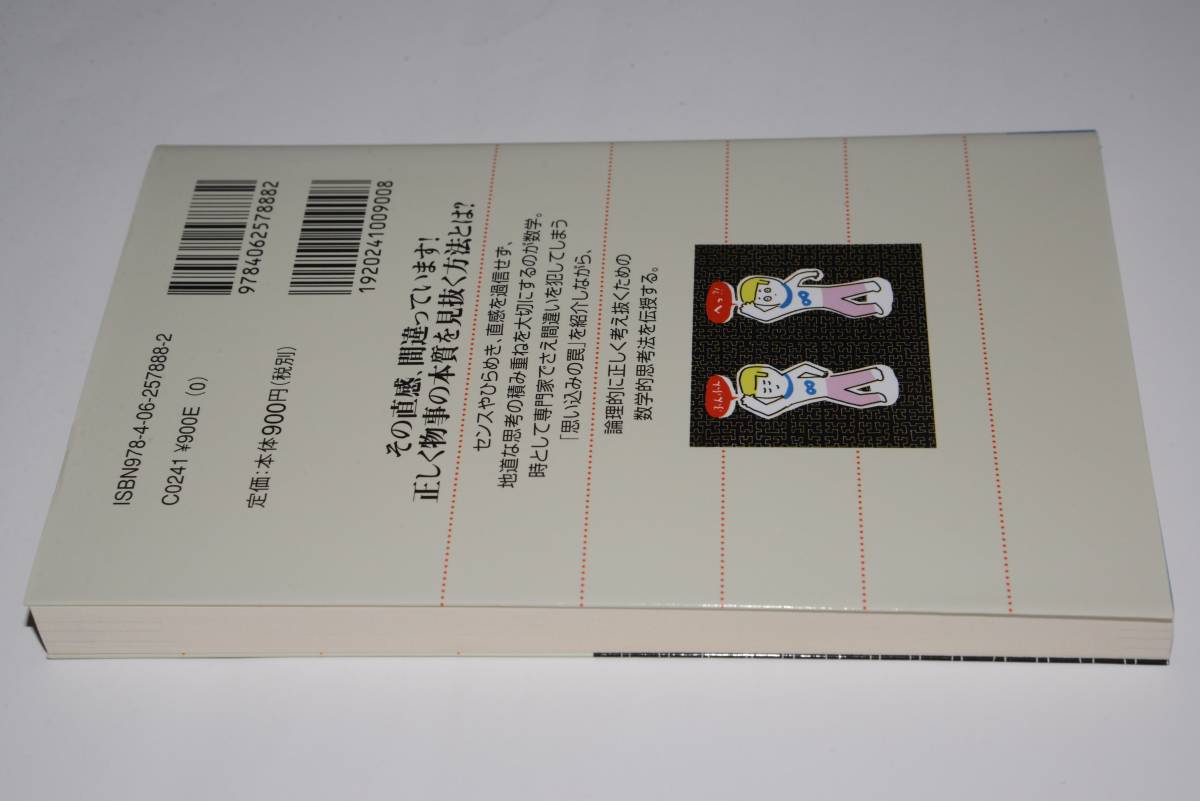 9784062578882
1920241009008
ISBN978-4-06-257888-2
C0241 ¥900E (0)
定価:本体900円(税別)
その直感、間違っています!
正しく物事の本質を見抜く方法とは?
センスやひらめき、直感を過信せず、
地道な思考の積み重ねを大切にするのが数学。
時として専門家でさえ間違いを犯してしまう
「思い込みの罠」を紹介しながら、
論理的に正しく考え抜くための
数学的思考法を伝授する。
へっ?!
ふんふん